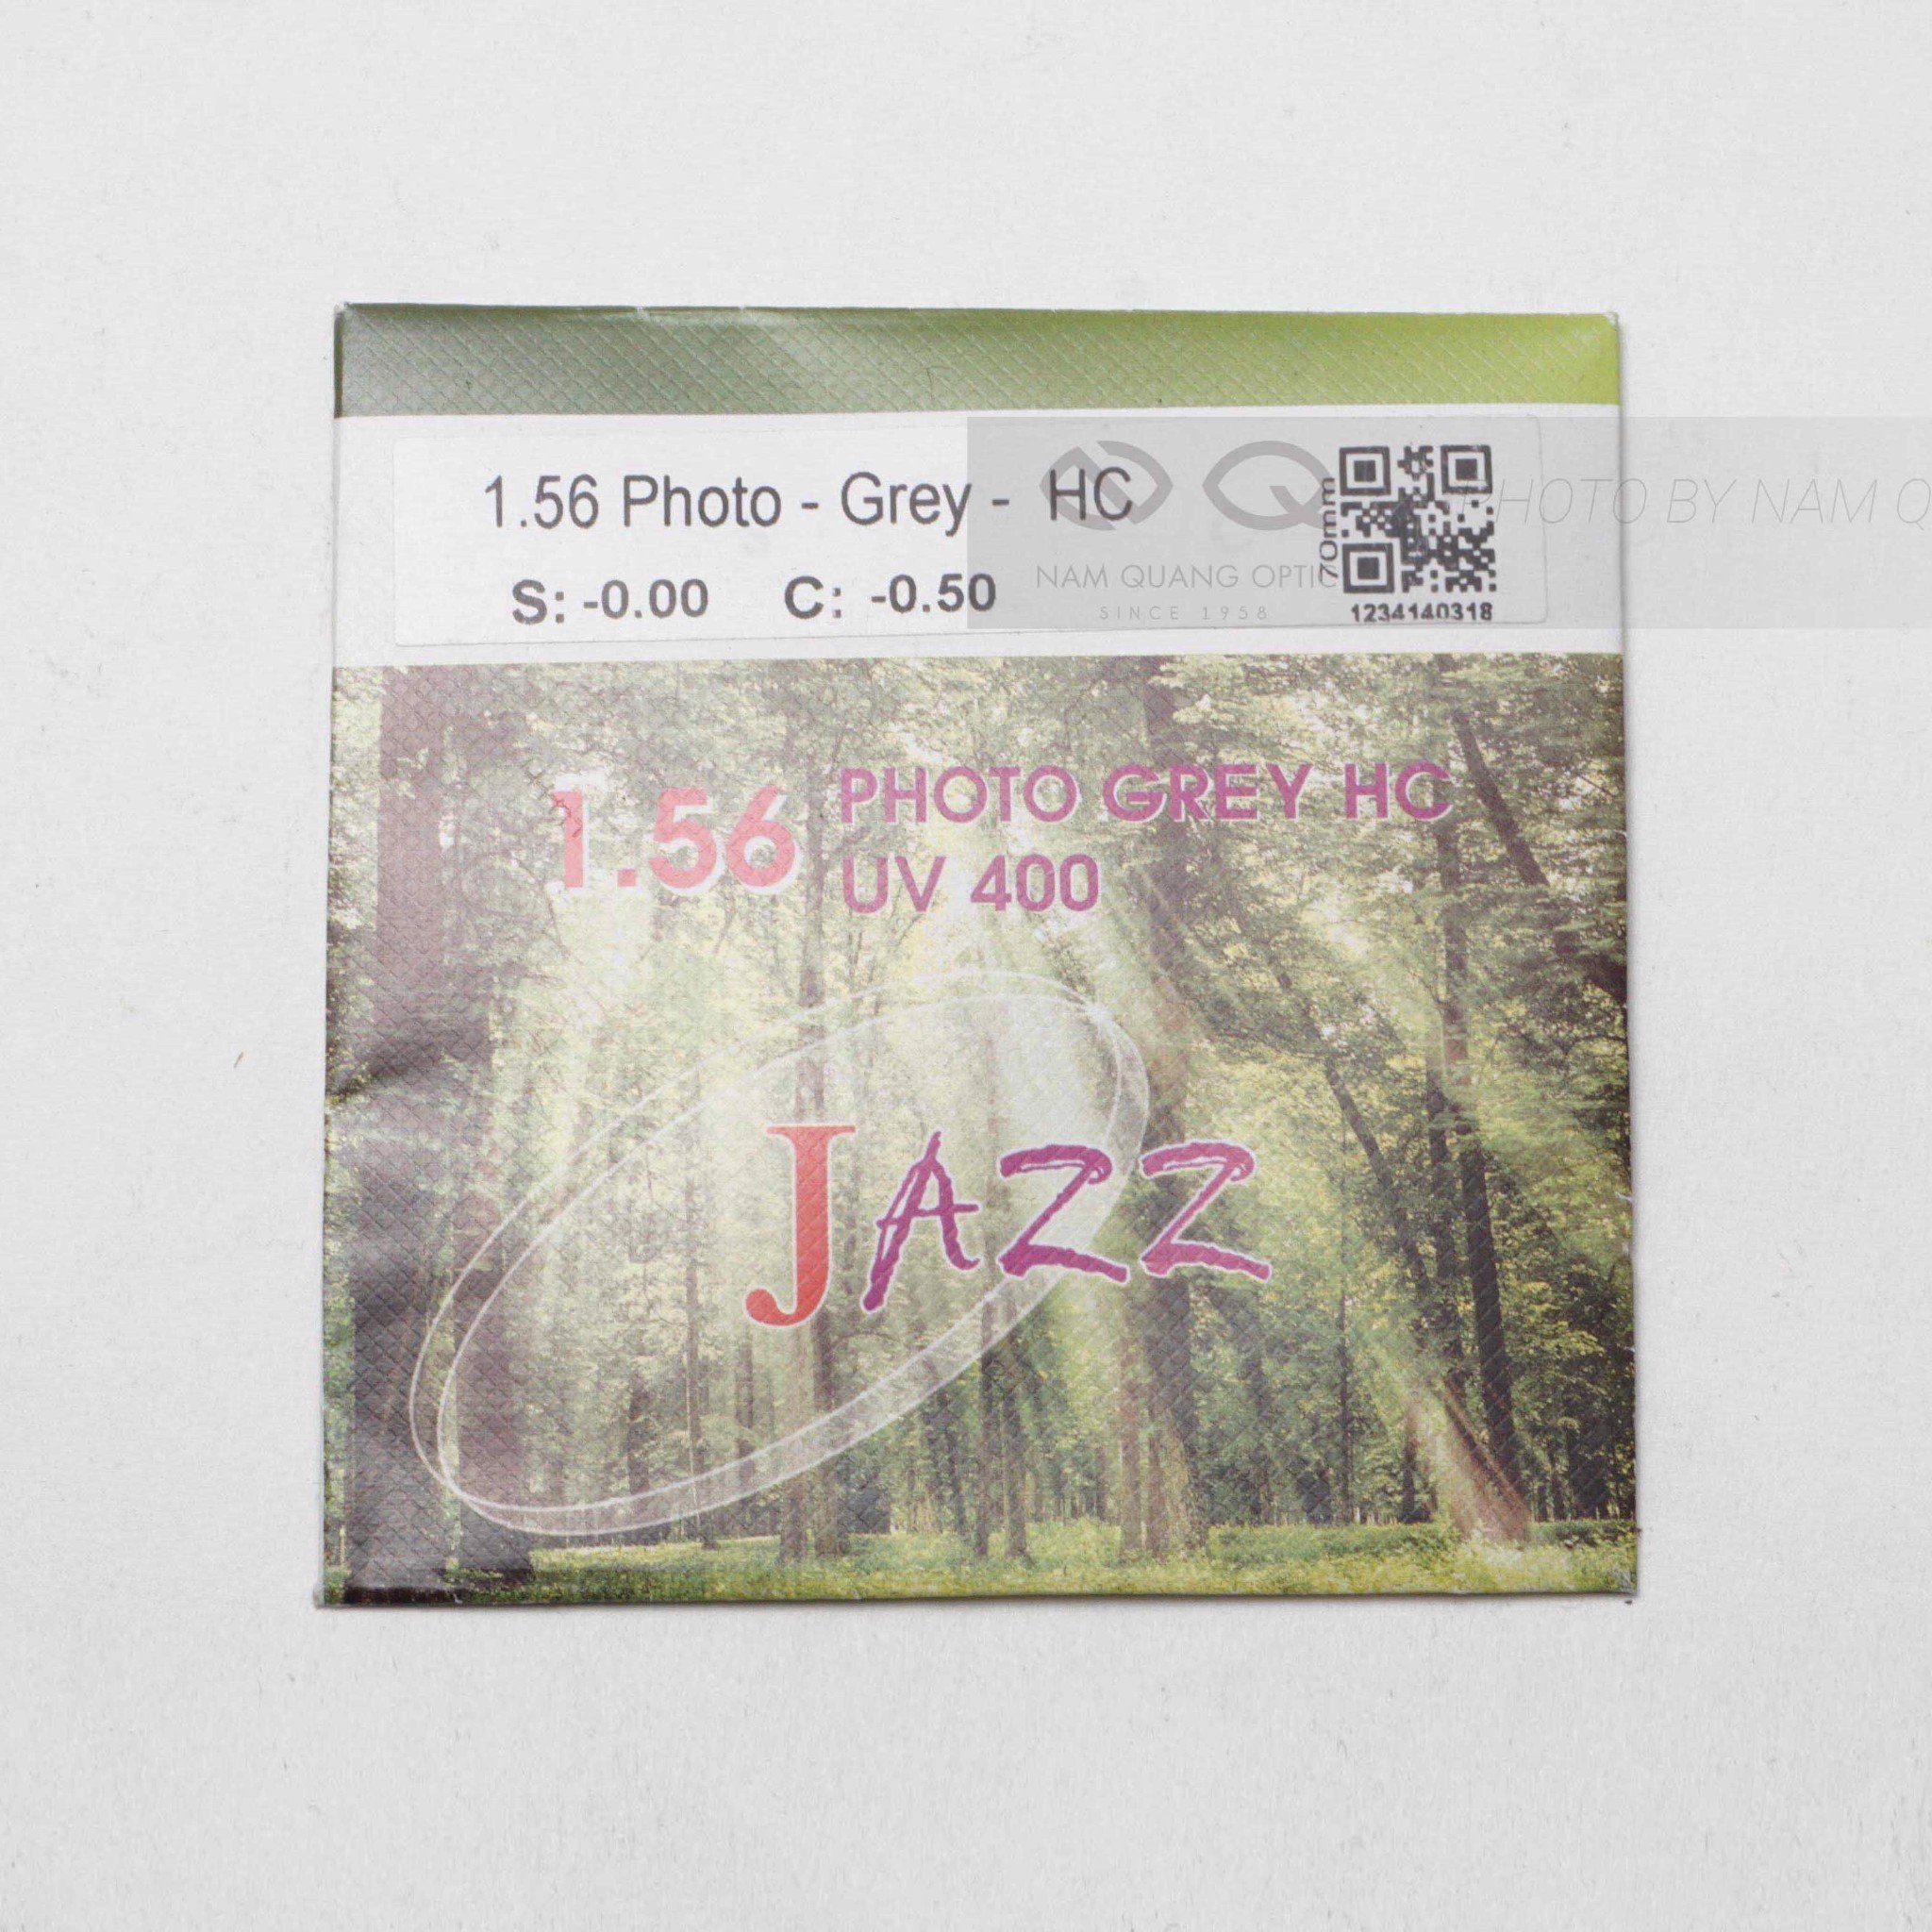 1.56 Photo - Grey - HC
S: -0.00 C: -0.50
70mm
1234140318
NAM QUANG OPTIC
SINCE 1958
PHOTO BY NAM Q
1.56 PHOTO GREY HC
UV 400
JAZZ